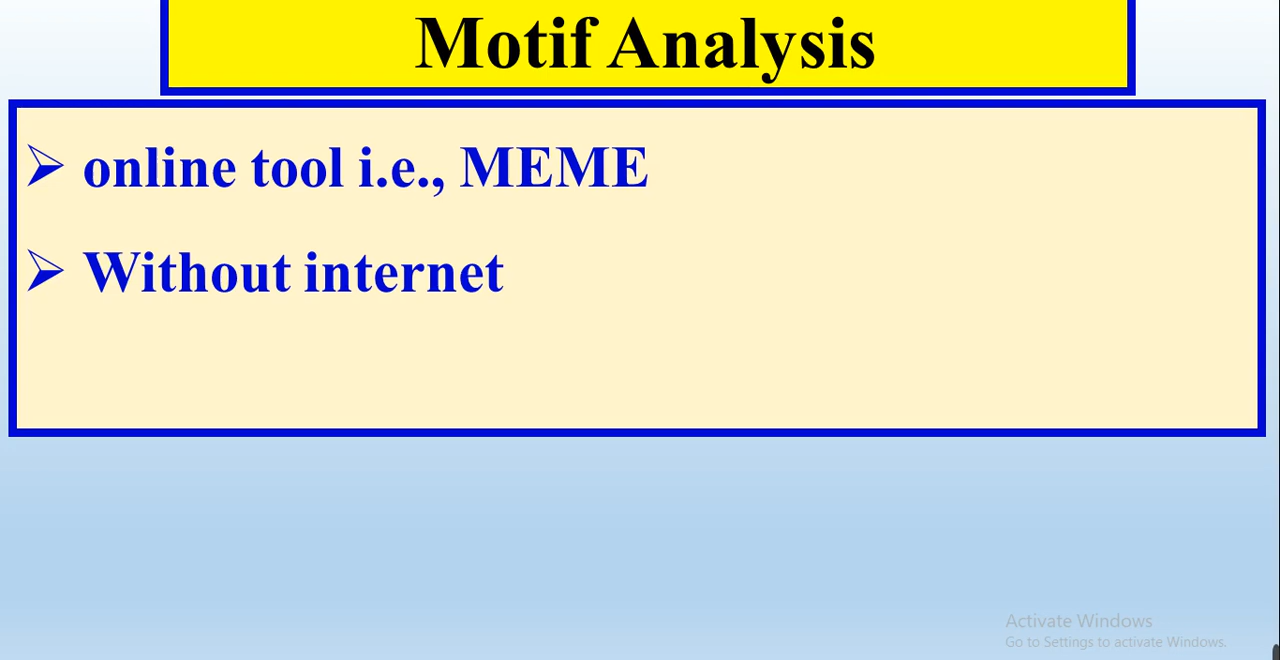 Motif Analysis
➢ online tool i.e., MEME
➢ Without internet
Activate Windows
Go to Settings to activate Windows.